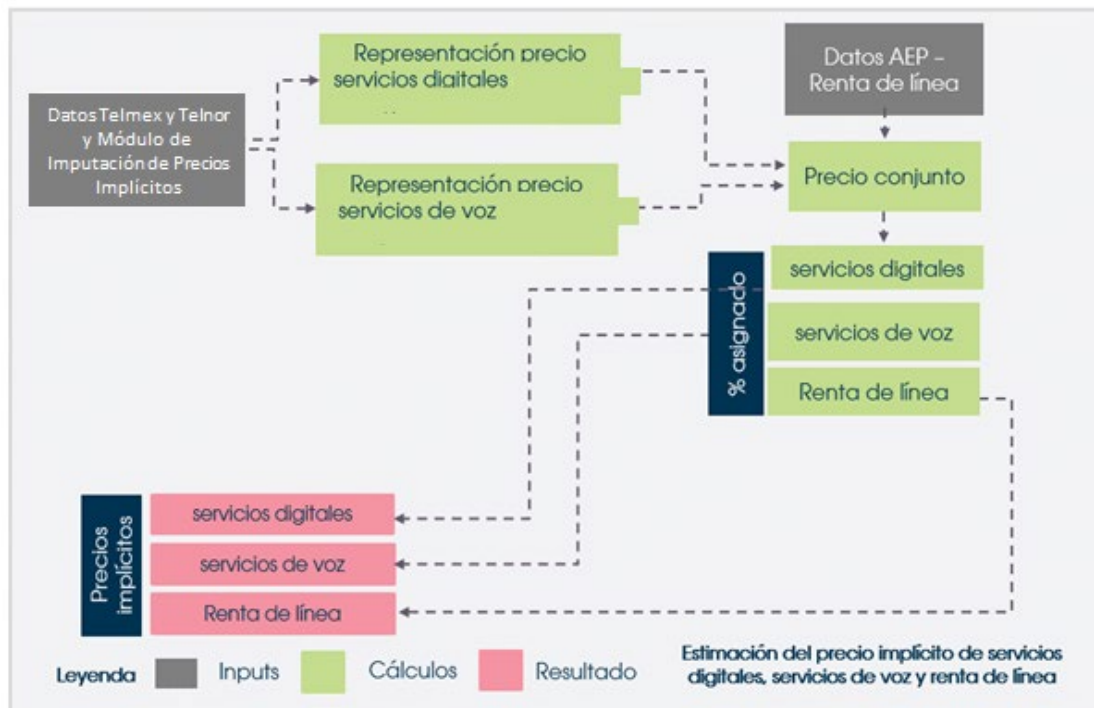 Representación precio
servicios digitales
Datos AEP –
Renta de línea
Datos Telmex y Telnor
y Módulo de
Imputación de Precios
Implícitos
Representación precio
servicios de voz
Precio conjunto
% asignado
servicios digitales
servicios de voz
Renta de línea
Precios
implícitos
servicios digitales
servicios de voz
Renta de línea
Leyenda
Inputs
Cálculos
Resultado
Estimación del precio implícito de servicios
digitales, servicios de voz y renta de línea